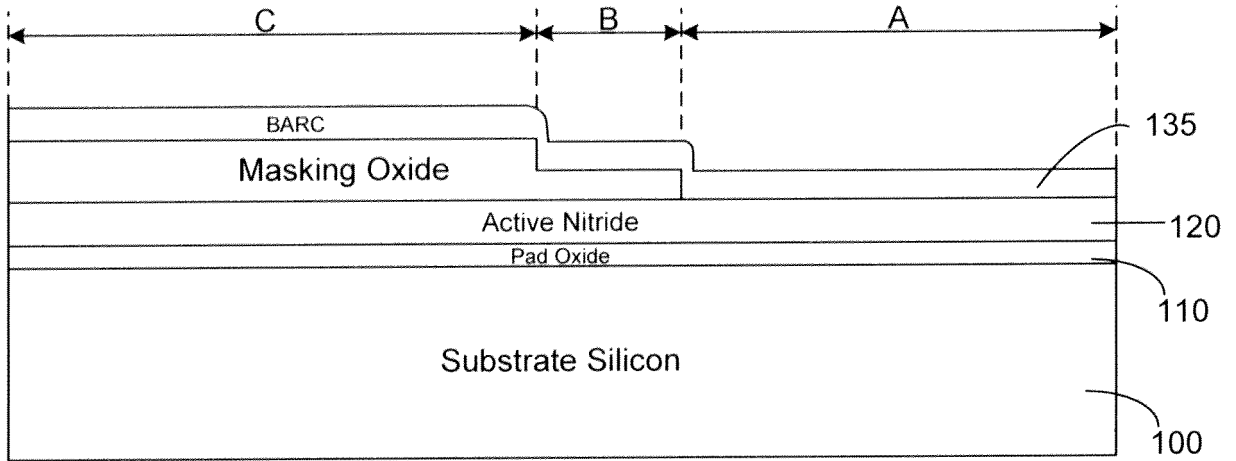 C B A
BARC
135
Masking Oxide
Active Nitride
120
Pad Oxide
110
Substrate Silicon
100